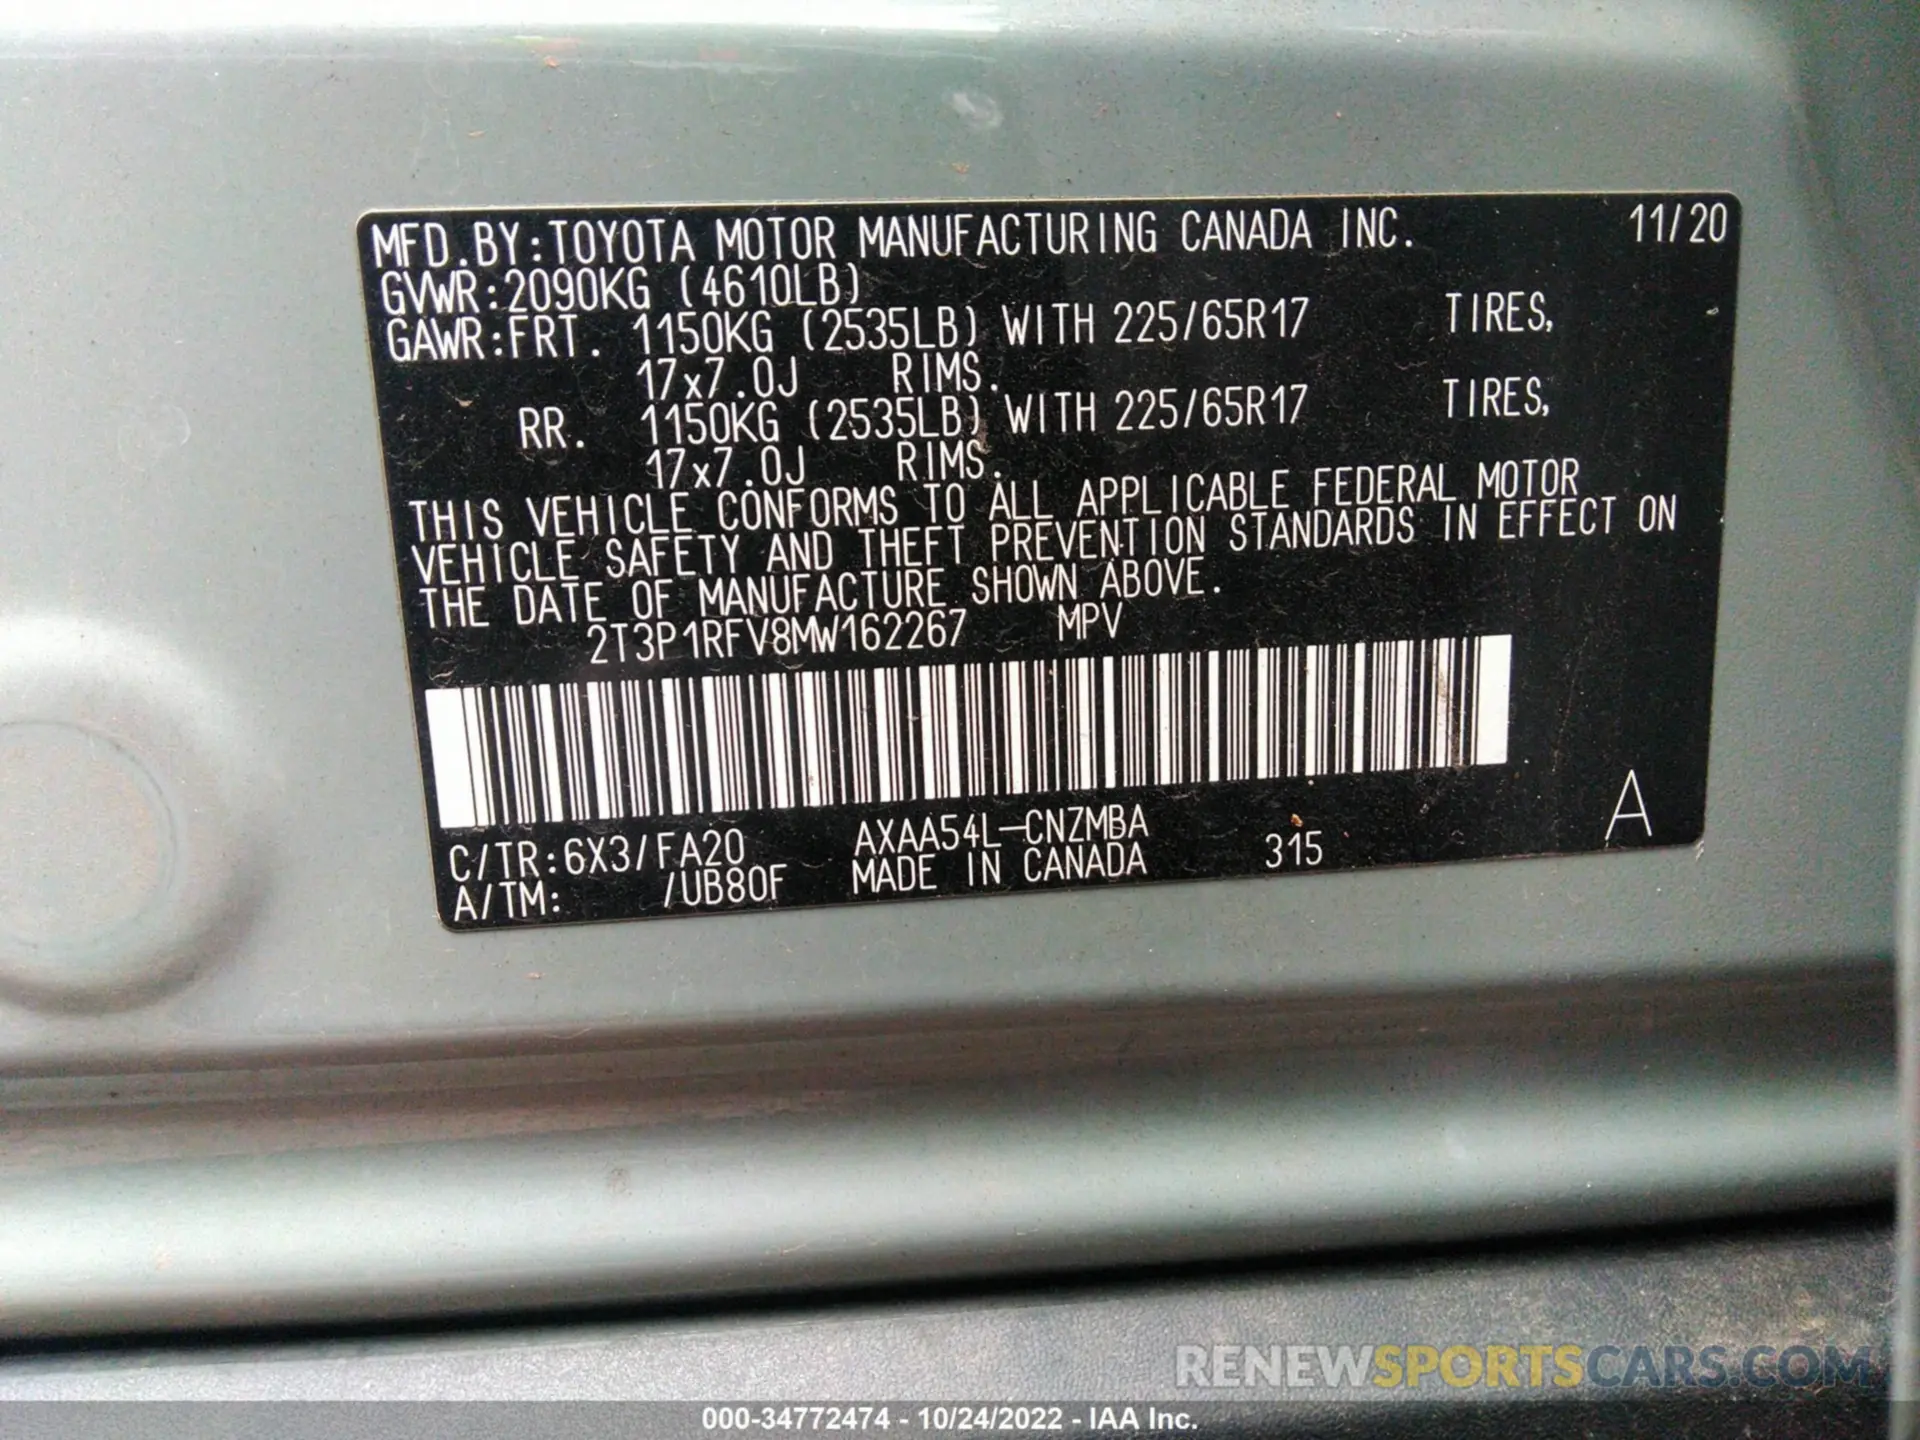 MFD.BY:TOYOTA MOTOR MANUFACTURING CANADA INC. 11/20
GVWR:2090KG (4610LB)
GAWR:FRT. 1150KG (2535LB) WITH 225/65R17 TIRES,
17x7.0J RIMS.
RR. 1150KG (2535LB) WITH 225/65R17 TIRES,
17x7.0J RIMS.
THIS VEHICLE CONFORMS TO ALL APPLICABLE FEDERAL MOTOR
VEHICLE SAFETY AND THEFT PREVENTION STANDARDS IN EFFECT ON
THE DATE OF MANUFACTURE SHOWN ABOVE.
2T3P1RFV8MW162267 MPV
C/TR:6X3/FA20 AXAA54L-CNZMBA 315 A
A/TM: /UB80F MADE IN CANADA
RENEWSPORTSCARS.COM
000-34772474 - 10/24/2022 - IAA Inc.